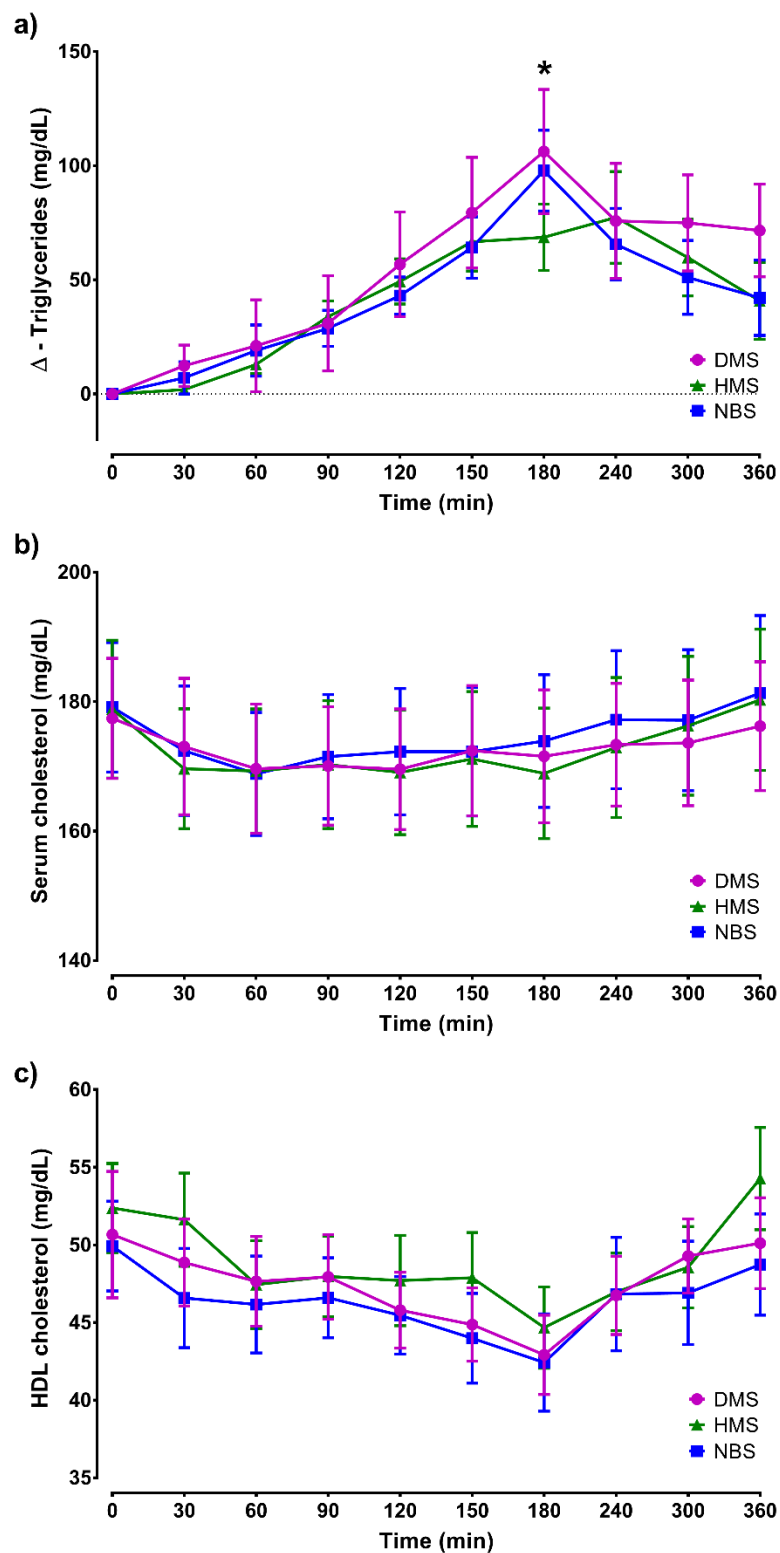 a)
Δ - Triglycerides (mg/dL)
150
100
50
0
*
DMS
HMS
NBS
0 30 60 90 120 150 180 240 300 360
Time (min)
b)
Serum cholesterol (mg/dL)
200
180
160
140
DMS
HMS
NBS
0 30 60 90 120 150 180 240 300 360
Time (min)
c)
HDL cholesterol (mg/dL)
60
55
50
45
40
35
DMS
HMS
NBS
0 30 60 90 120 150 180 240 300 360
Time (min)